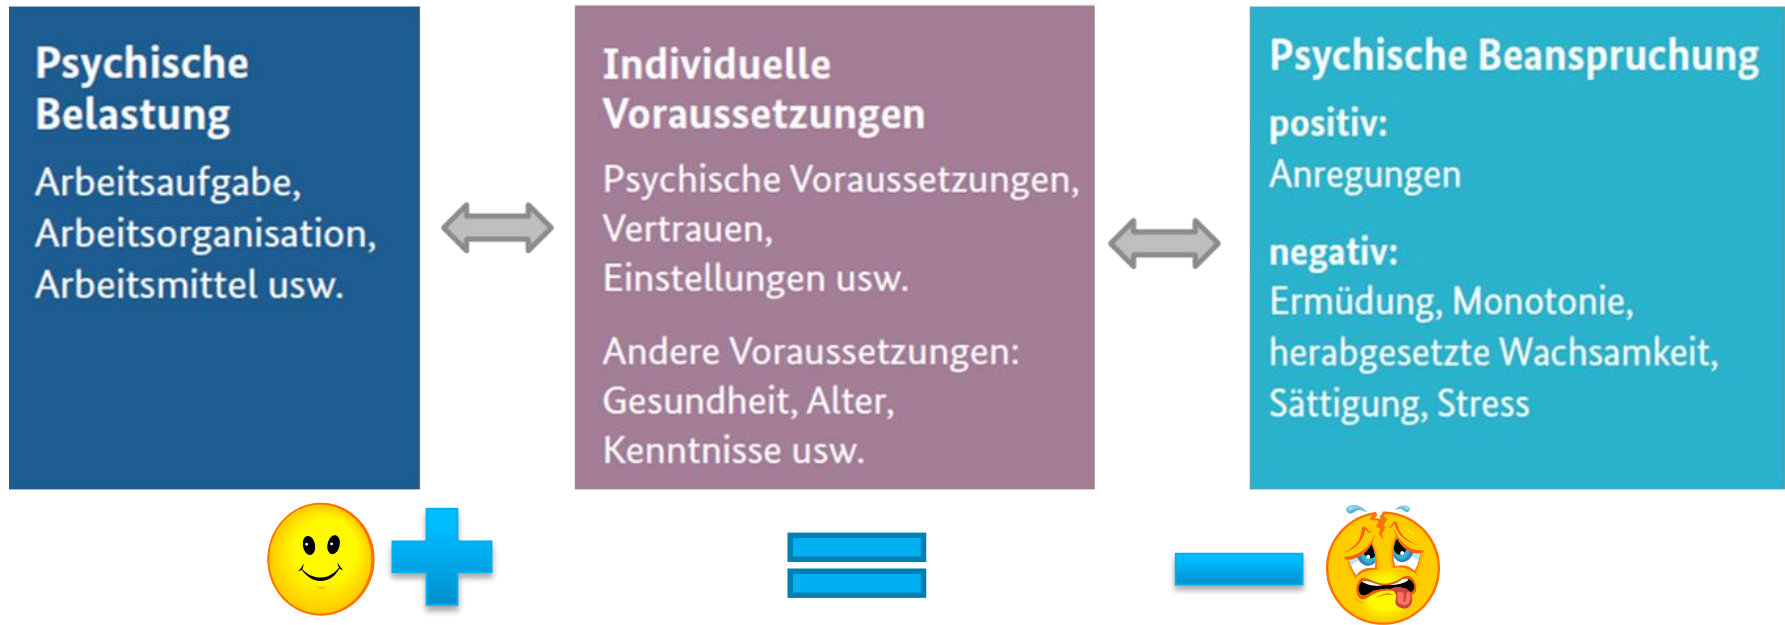 Psychische
Belastung
Arbeitsaufgabe,
Arbeitsorganisation,
Arbeitsmittel usw.
Individuelle
Voraussetzungen
Psychische Voraussetzungen,
Vertrauen,
Einstellungen usw.
Andere Voraussetzungen:
Gesundheit, Alter,
Kenntnisse usw.
Psychische Beanspruchung
positiv:
Anregungen
negativ:
Ermüdung, Monotonie,
herabgesetzte Wachsamkeit,
Sättigung, Stress